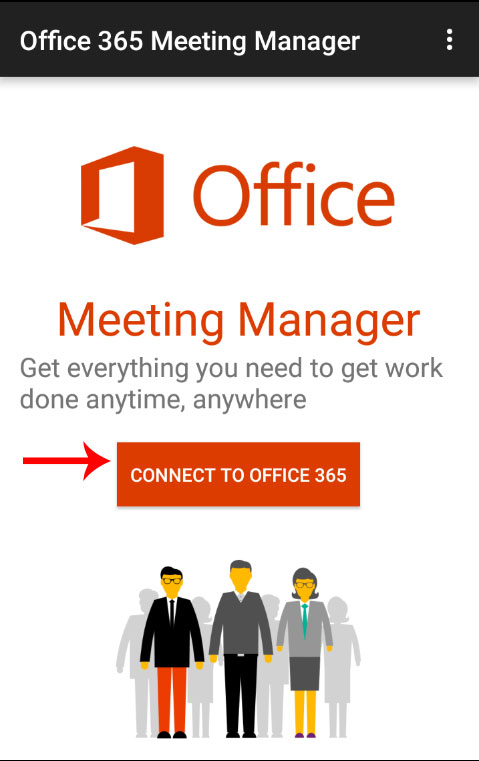 Office 365 Meeting Manager
Office
Meeting Manager
Get everything you need to get work
done anytime, anywhere
CONNECT TO OFFICE 365